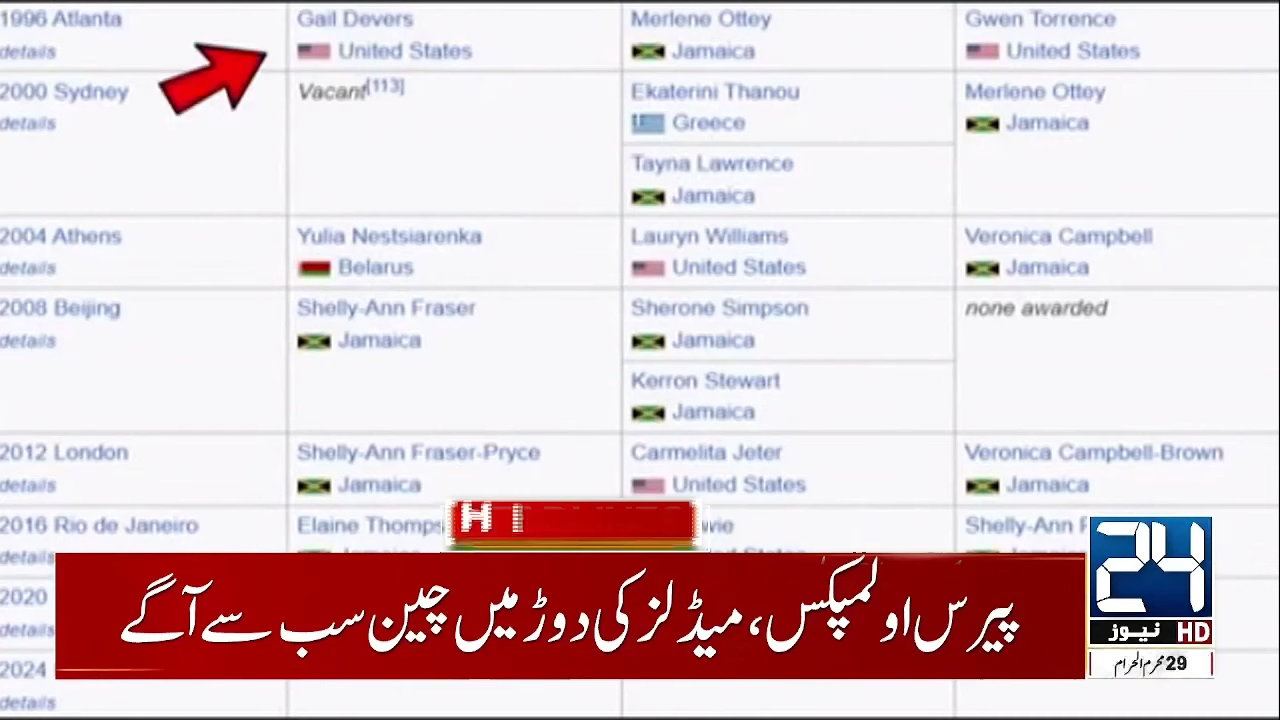 1996 Atlanta
details
Gail Devers
United States
Merlene Ottey
Jamaica
Gwen Torrence
United States
2000 Sydney
details
Vacant[113]
Ekaterini Thanou
Greece
Tayna Lawrence
Jamaica
Merlene Ottey
Jamaica
2004 Athens
details
Yulia Nestsiarenka
Belarus
Lauryn Williams
United States
Veronica Campbell
Jamaica
2008 Beijing
details
Shelly-Ann Fraser
Jamaica
Sherone Simpson
Jamaica
Kerron Stewart
Jamaica
none awarded
2012 London
details
Shelly-Ann Fraser-Pryce
Jamaica
Carmelita Jeter
United States
Veronica Campbell-Brown
Jamaica
2016 Rio de Janeiro
details
Elaine
Shelly-Ann
2020
details
2024
details
پیرس اولمپکس، میڈلز کی دوڑ میں چین سب سے آگے
24
نیوز HD
29 محرم الحرام